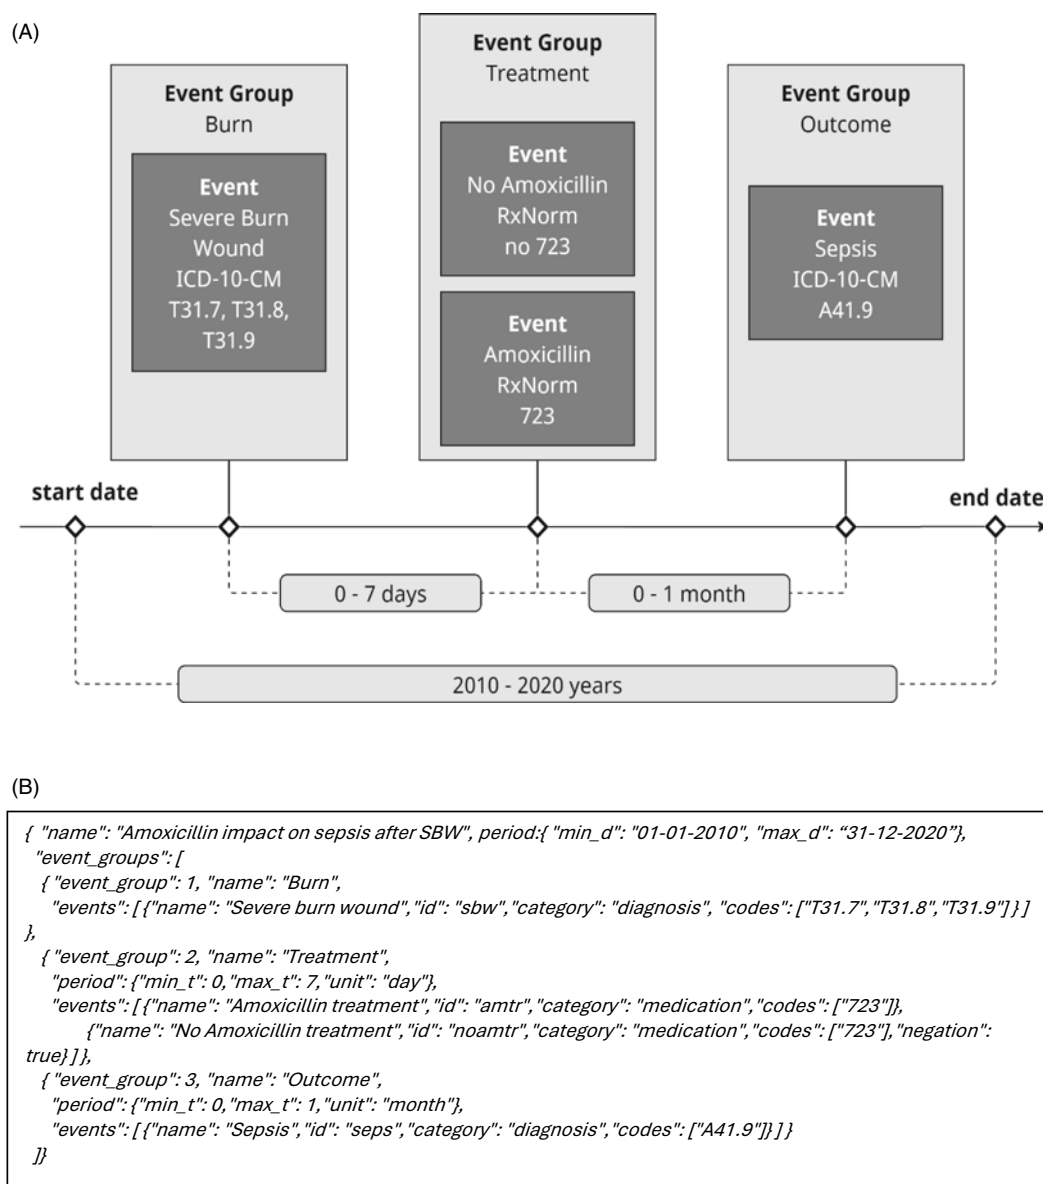 (A)
Event Group
Burn
Event
Severe Burn
Wound
ICD-10-CM
T31.7, T31.8,
T31.9
Event Group
Treatment
Event
No Amoxicillin
RxNorm
no 723
Event
Amoxicillin
RxNorm
723
Event Group
Outcome
Event
Sepsis
ICD-10-CM
A41.9
start date
end date
0 - 7 days
0 - 1 month
2010 - 2020 years
(B)
{ "name": "Amoxicillin impact on sepsis after SBW", period:{ "min_d": "01-01-2010", "max_d": “31-12-2020”},
"event_groups": [
{ "event_group": 1, "name": "Burn",
"events": [ {"name": "Severe burn wound","id": "sbw","category": "diagnosis", "codes": ["T31.7","T31.8","T31.9"] } ]
},
{ "event_group": 2, "name": "Treatment",
"period": {"min_t": 0,"max_t": 7,"unit": "day"},
"events": [ {"name": "Amoxicillin treatment","id": "amtr","category": "medication","codes": ["723"]},
{"name": "No Amoxicillin treatment","id": "noamtr","category": "medication","codes": ["723"],"negation":
true} ] },
{ "event_group": 3, "name": "Outcome",
"period": {"min_t": 0,"max_t": 1,"unit": "month"},
"events": [ {"name": "Sepsis","id": "seps","category": "diagnosis","codes": ["A41.9"]} ] }
]}